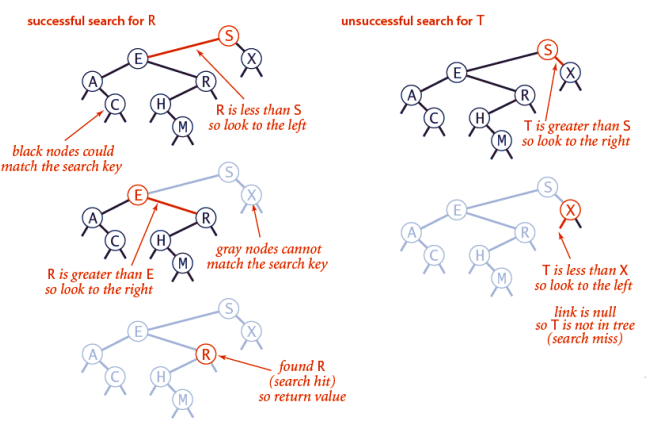 successful search for R
S
E
X
A
R
C
H
M
R is less than S
so look to the left
black nodes could
match the search key
S
E
X
A
R
C
H
M
gray nodes cannot
match the search key
R is greater than E
so look to the right
S
E
X
A
R
C
H
M
found R
(search hit)
so return value
unsuccessful search for T
S
E
X
A
R
C
H
M
T is greater than S
so look to the right
S
E
X
A
R
C
H
M
T is less than X
so look to the left
link is null
so T is not in tree
(search miss)